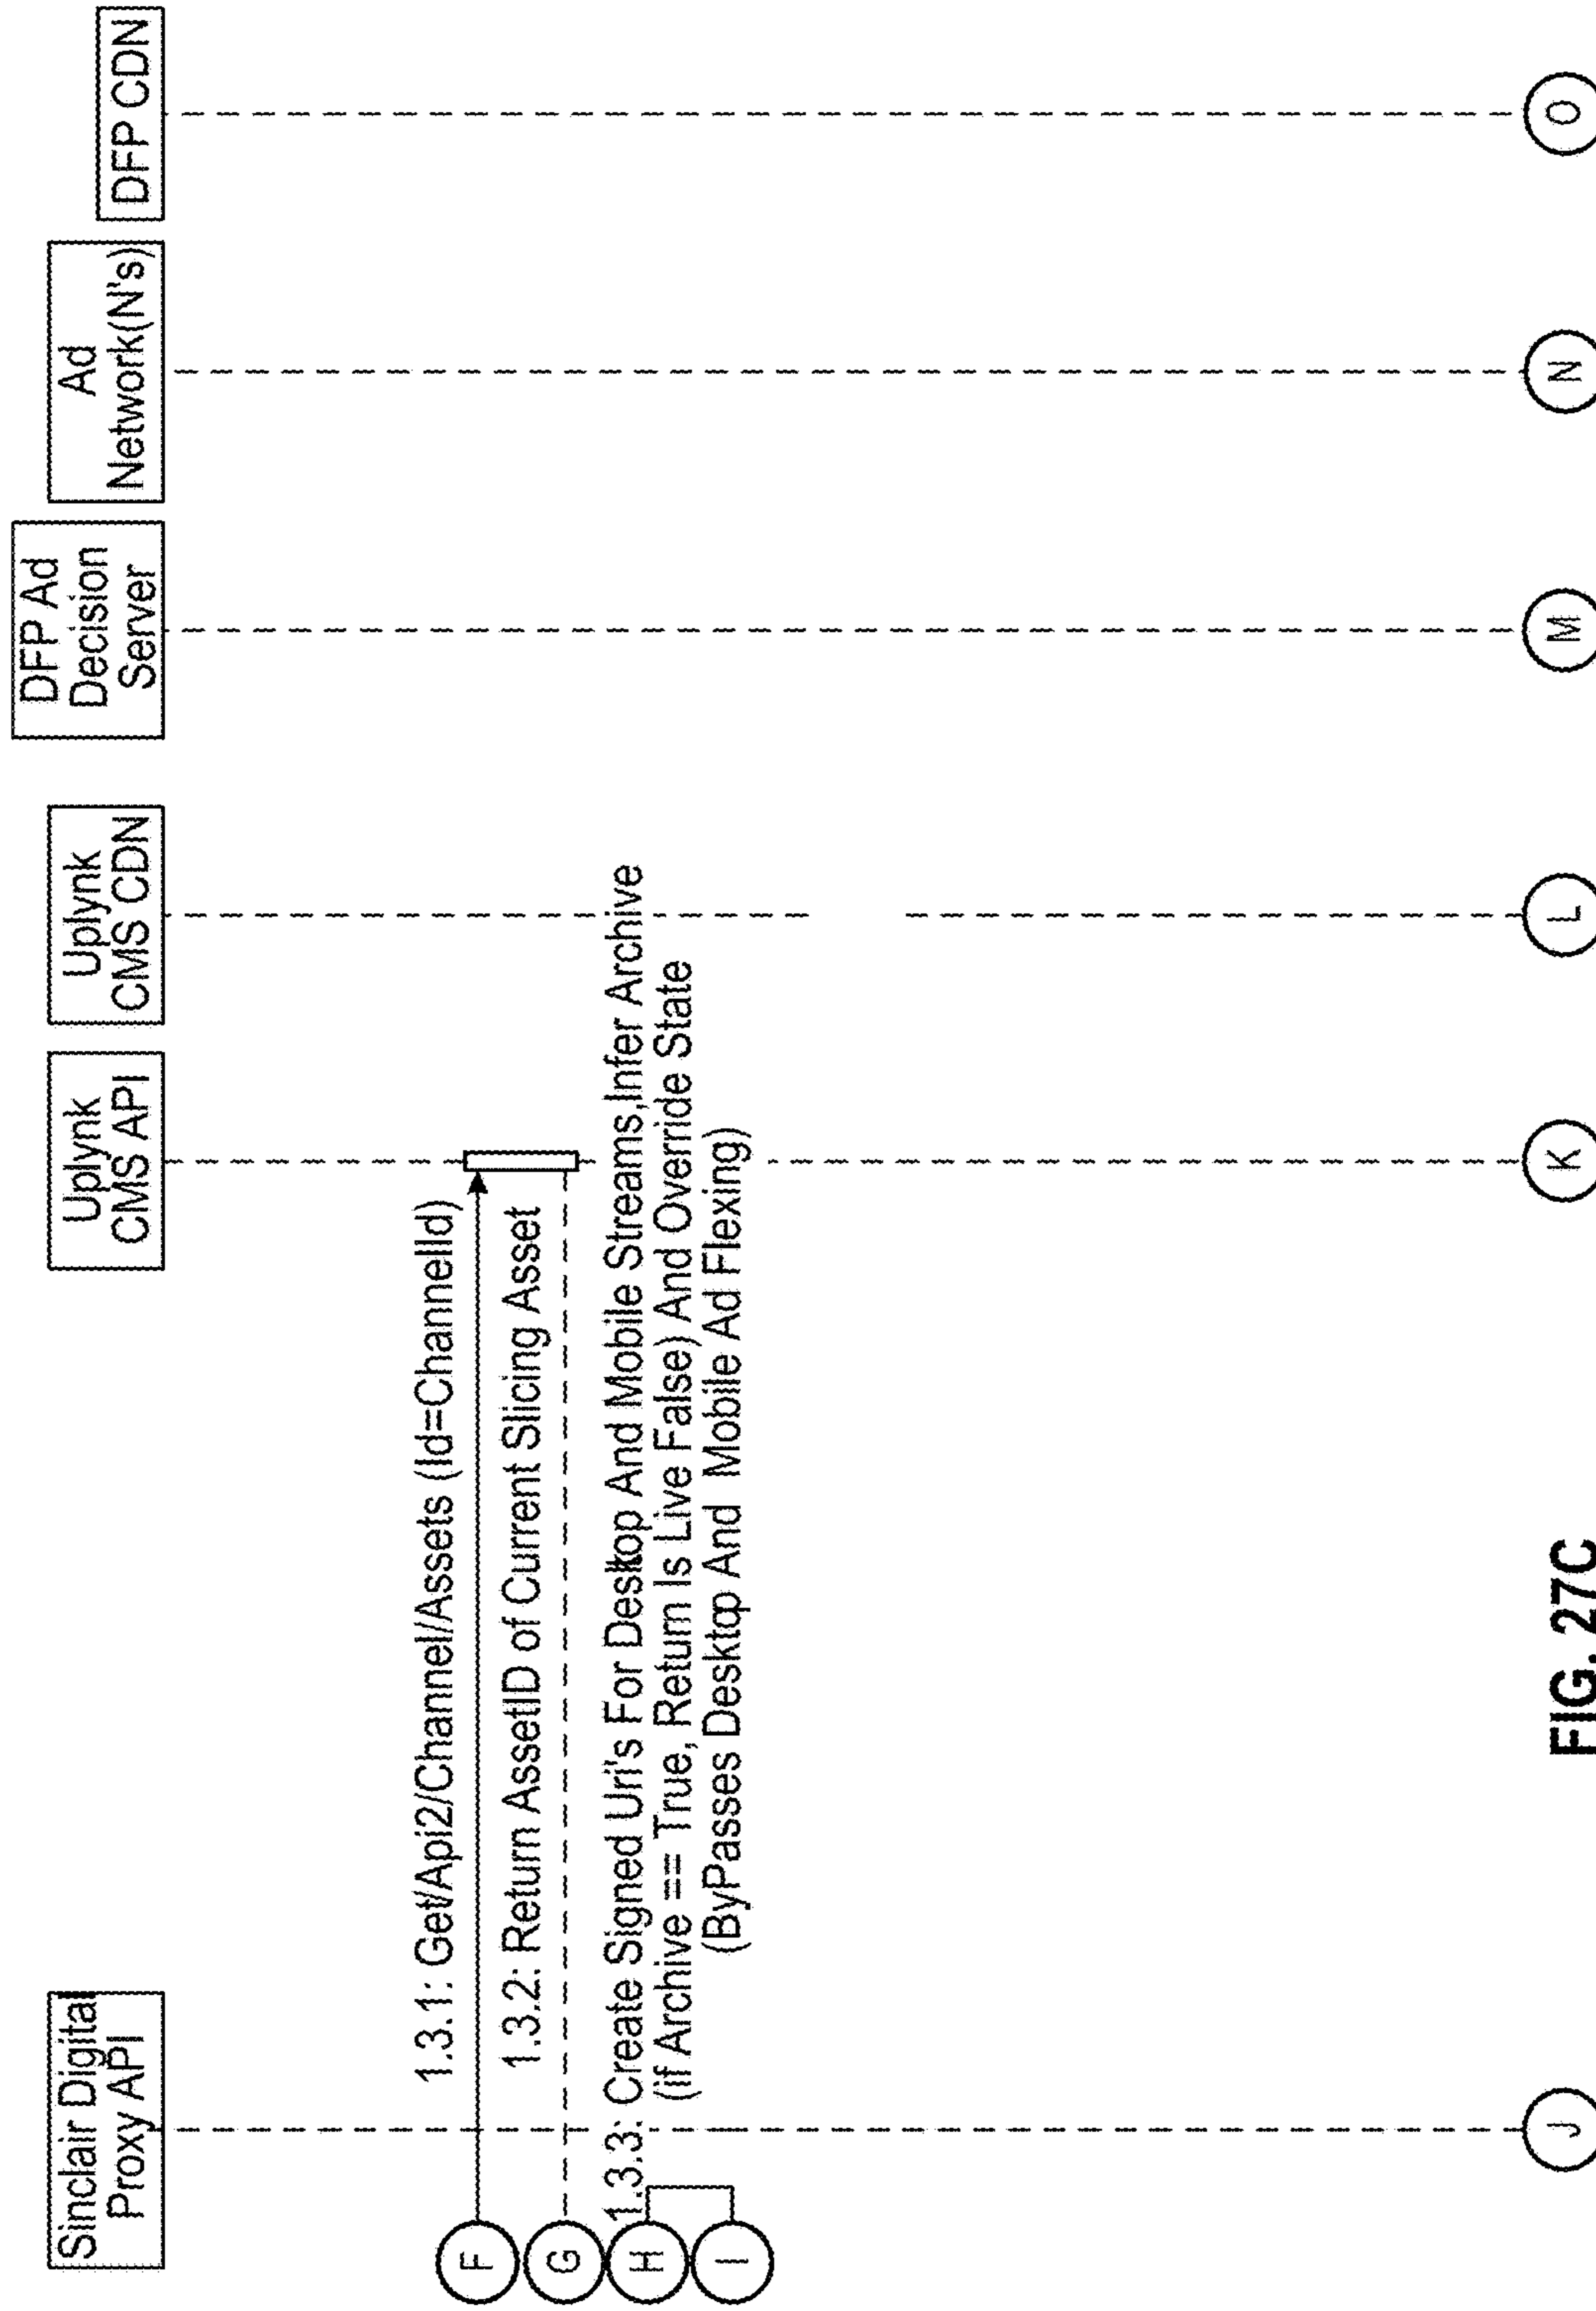 Sinclair Digital
Proxy API
Uplynk
CMS API
Uplynk
CMS CDN
DFP Ad
Decision
Server
Ad
Network(N's)
DFP CDN
1.3.1: Get/Api2/Channel/Assets (Id=ChannelId)
1.3.2: Return AssetID of Current Slicing Asset
1.3.3: Create Signed Uri's For Desktop And Mobile Streams,Infer Archive
(if Archive == True, Return Is Live False) And Override State
(ByPasses Desktop And Mobile Ad Flexing)
F
G
H
I
J
K
L
M
N
O
FIG. 27C